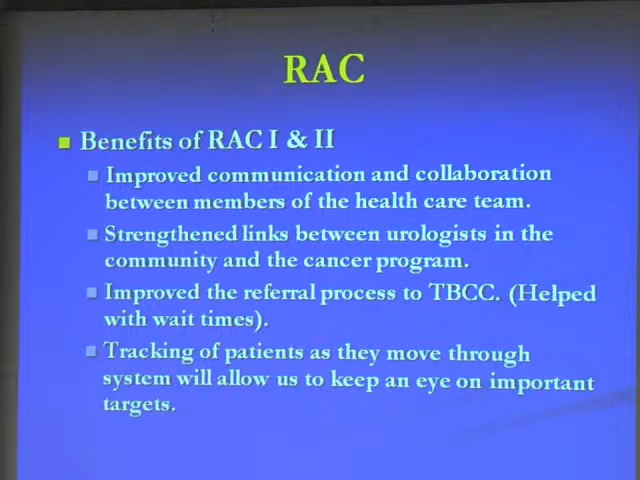 RAC
Benefits of RAC I & II
Improved communication and collaboration
between members of the health care team.
Strengthened links between urologists in the
community and the cancer program.
Improved the referral process to TBCC. (Helped
with wait times).
Tracking of patients as they move through
system will allow us to keep an eye on important
targets.